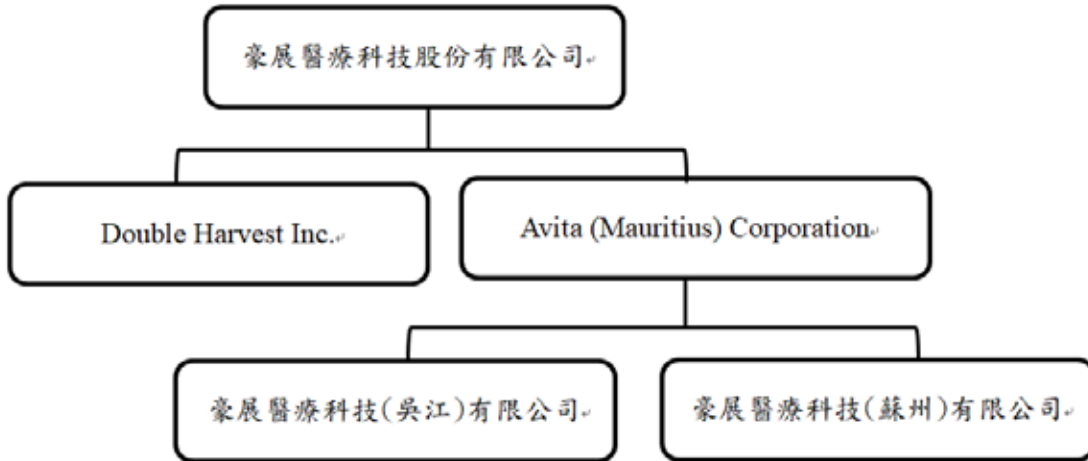 豪展醫療科技股份有限公司
Double Harvest Inc.
Avita (Mauritius) Corporation
豪展醫療科技(吳江)有限公司
豪展醫療科技(蘇州)有限公司